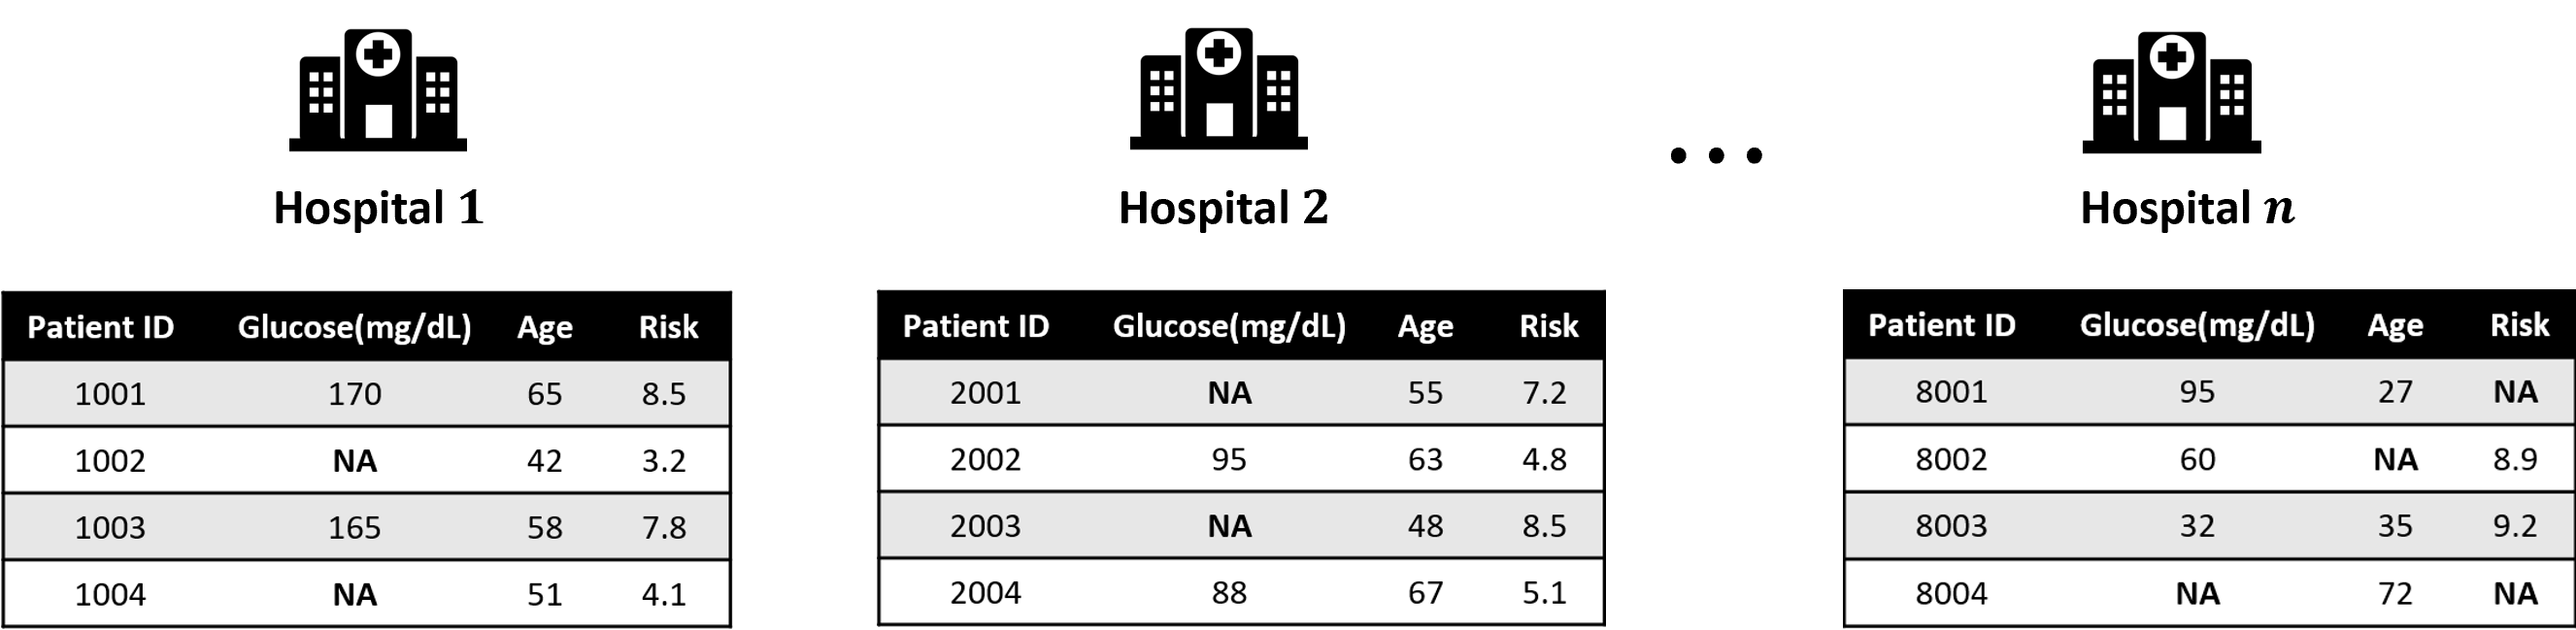 Hospital 1
Patient ID Glucose(mg/dL) Age Risk
1001 170 65 8.5
1002 NA 42 3.2
1003 165 58 7.8
1004 NA 51 4.1
Hospital 2
Patient ID Glucose(mg/dL) Age Risk
2001 NA 55 7.2
2002 95 63 4.8
2003 NA 48 8.5
2004 88 67 5.1
...
Hospital n
Patient ID Glucose(mg/dL) Age Risk
8001 95 27 NA
8002 60 NA 8.9
8003 32 35 9.2
8004 NA 72 NA